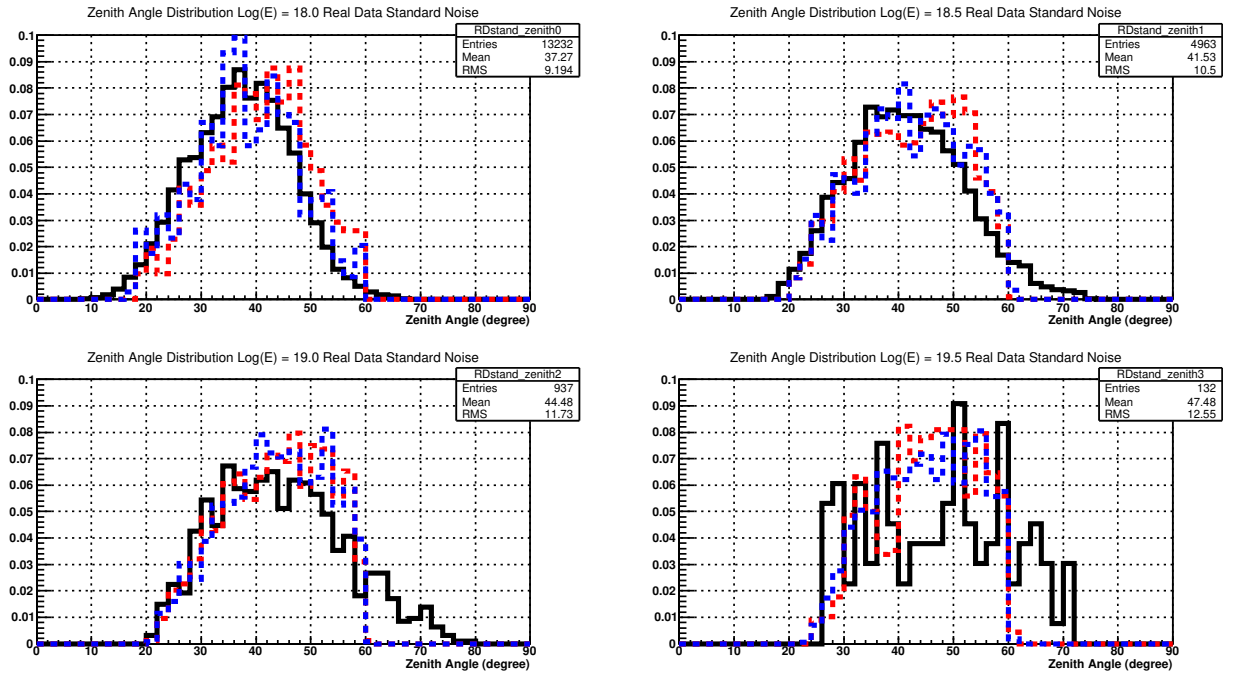 Zenith Angle Distribution Log(E) = 18.0 Real Data Standard Noise
RDstand_zenith0
Entries 13232
Mean 37.27
RMS 9.194
0.1
0.09
0.08
0.07
0.06
0.05
0.04
0.03
0.02
0.01
0
0 10 20 30 40 50 60 70 80 90
Zenith Angle (degree)
Zenith Angle Distribution Log(E) = 18.5 Real Data Standard Noise
RDstand_zenith1
Entries 4963
Mean 41.53
RMS 10.5
0.1
0.09
0.08
0.07
0.06
0.05
0.04
0.03
0.02
0.01
0
0 10 20 30 40 50 60 70 80 90
Zenith Angle (degree)
Zenith Angle Distribution Log(E) = 19.0 Real Data Standard Noise
RDstand_zenith2
Entries 937
Mean 44.48
RMS 11.73
0.1
0.09
0.08
0.07
0.06
0.05
0.04
0.03
0.02
0.01
0
0 10 20 30 40 50 60 70 80 90
Zenith Angle (degree)
Zenith Angle Distribution Log(E) = 19.5 Real Data Standard Noise
RDstand_zenith3
Entries 132
Mean 47.48
RMS 12.55
0.1
0.09
0.08
0.07
0.06
0.05
0.04
0.03
0.02
0.01
0
0 10 20 30 40 50 60 70 80 90
Zenith Angle (degree)